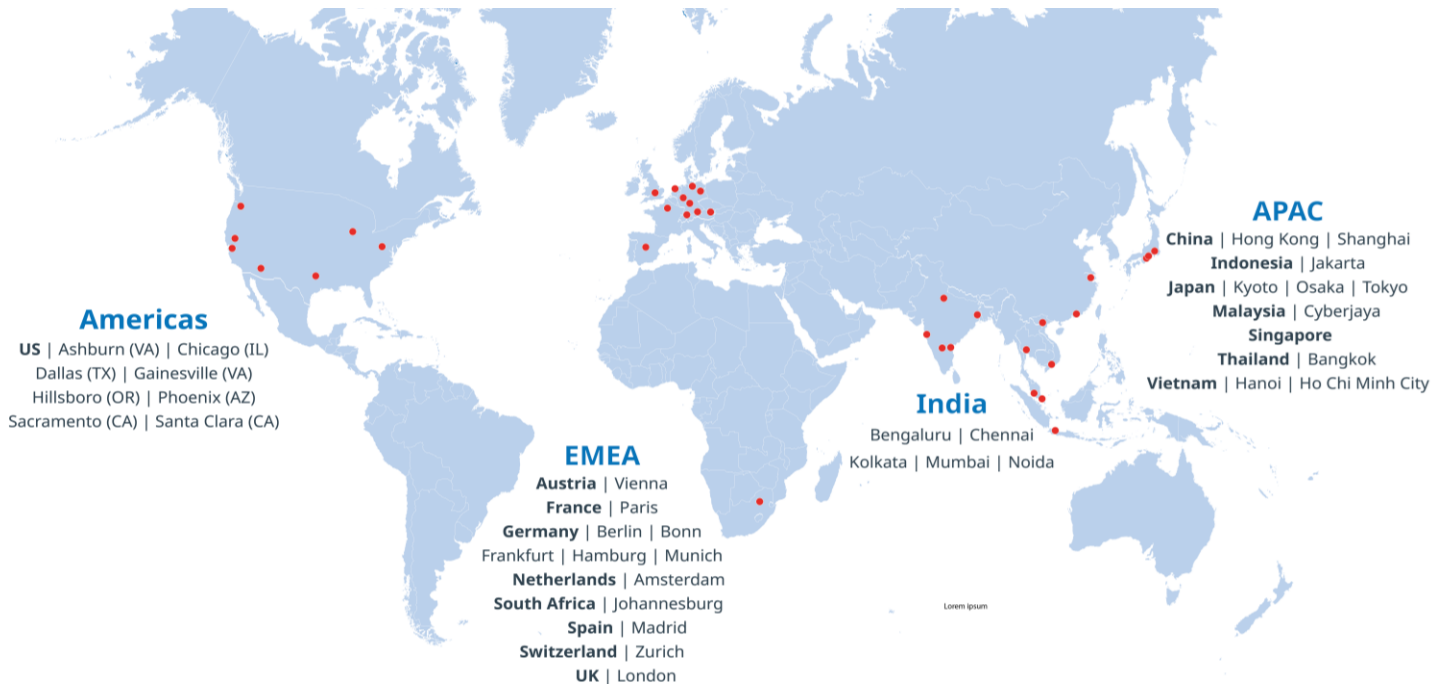 Americas
US | Ashburn (VA) | Chicago (IL)
Dallas (TX) | Gainesville (VA)
Hillsboro (OR) | Phoenix (AZ)
Sacramento (CA) | Santa Clara (CA)
EMEA
Austria | Vienna
France | Paris
Germany | Berlin | Bonn
Frankfurt | Hamburg | Munich
Netherlands | Amsterdam
South Africa | Johannesburg
Spain | Madrid
Switzerland | Zurich
UK | London
India
Bengaluru | Chennai
Kolkata | Mumbai | Noida
APAC
China | Hong Kong | Shanghai
Indonesia | Jakarta
Japan | Kyoto | Osaka | Tokyo
Malaysia | Cyberjaya
Singapore
Thailand | Bangkok
Vietnam | Hanoi | Ho Chi Minh City
Lorem ipsum